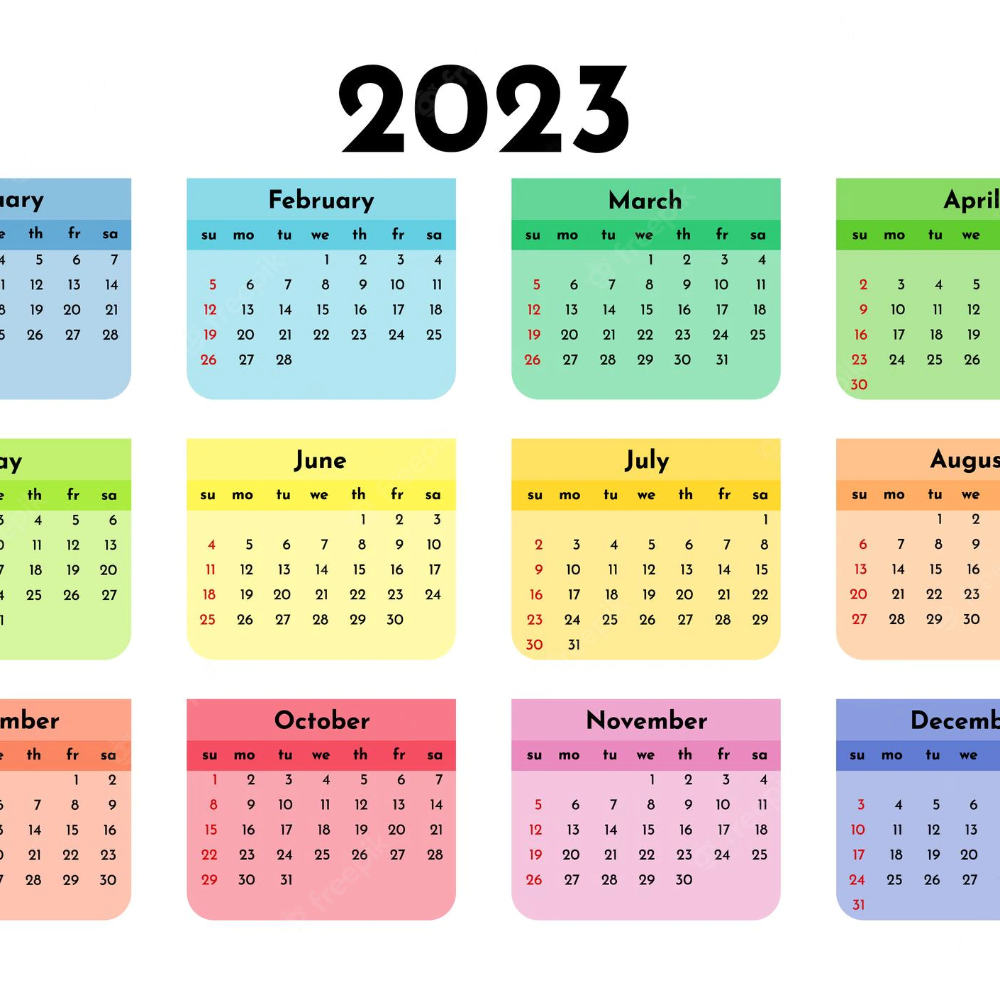 2023
uary
e th fr sa
4 5 6 7
1 12 13 14
8 19 20 21
5 26 27 28
February
su mo tu we th fr sa
1 2 3 4
5 6 7 8 9 10 11
12 13 14 15 16 17 18
19 20 21 22 23 24 25
26 27 28
March
su mo tu we th fr sa
1 2 3 4
5 6 7 8 9 10 11
12 13 14 15 16 17 18
19 20 21 22 23 24 25
26 27 28 29 30 31
April
su mo tu we
2 3 4 5
9 10 11 12
16 17 18 19
23 24 25 26
30
ay
e th fr sa
3 4 5 6
0 11 12 13
7 18 19 20
4 25 26 27
1
June
su mo tu we th fr sa
1 2 3
4 5 6 7 8 9 10
11 12 13 14 15 16 17
18 19 20 21 22 23 24
25 26 27 28 29 30
July
su mo tu we th fr sa
1
2 3 4 5 6 7 8
9 10 11 12 13 14 15
16 17 18 19 20 21 22
23 24 25 26 27 28 29
30 31
Augus
su mo tu we
1 2
6 7 8 9
13 14 15 16
20 21 22 23
27 28 29 30
mber
e th fr sa
1 2
6 7 8 9
3 14 15 16
0 21 22 23
7 28 29 30
October
su mo tu we th fr sa
1 2 3 4 5 6 7
8 9 10 11 12 13 14
15 16 17 18 19 20 21
22 23 24 25 26 27 28
29 30 31
November
su mo tu we th fr sa
1 2 3 4
5 6 7 8 9 10 11
12 13 14 15 16 17 18
19 20 21 22 23 24 25
26 27 28 29 30
Decemb
su mo tu we
3 4 5 6
10 11 12 13
17 18 19 20
24 25 26 27
31